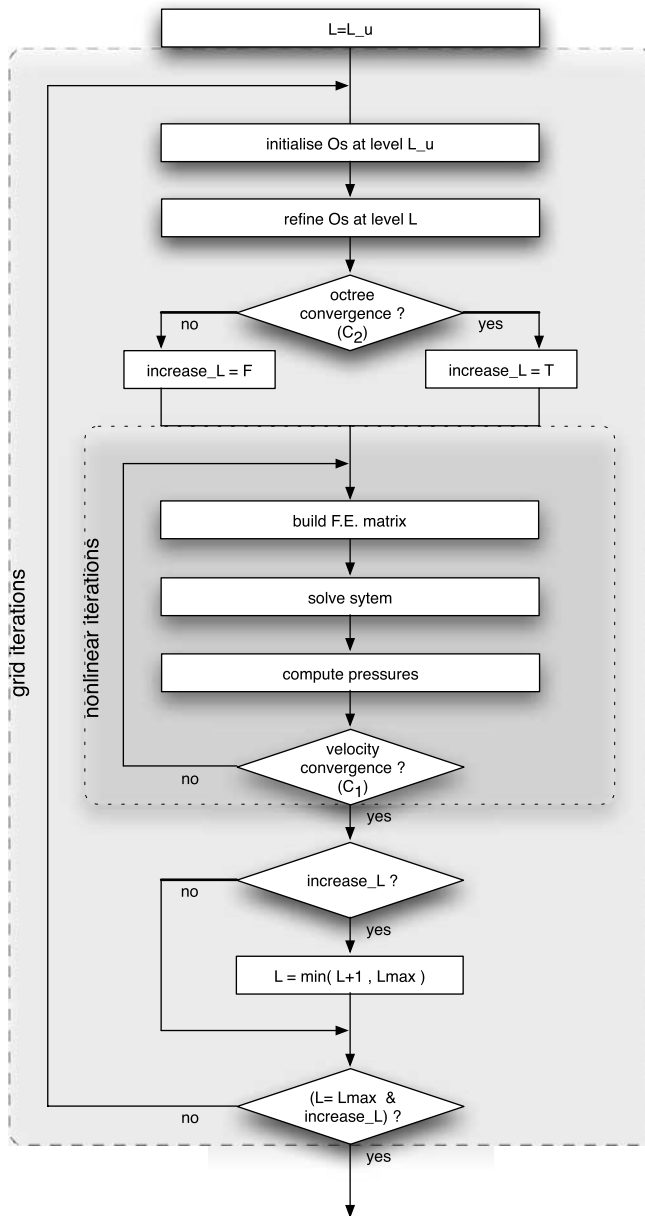 L=L_u
initialise Os at level L_u
refine Os at level L
octree
convergence ?
(C2)
no
yes
increase_L = F
increase_L = T
build F.E. matrix
solve sytem
compute pressures
velocity
convergence ?
(C1)
no
yes
grid iterations
nonlinear iterations
increase_L ?
no
yes
L = min( L+1 , Lmax )
(L= Lmax &
increase_L) ?
no
yes